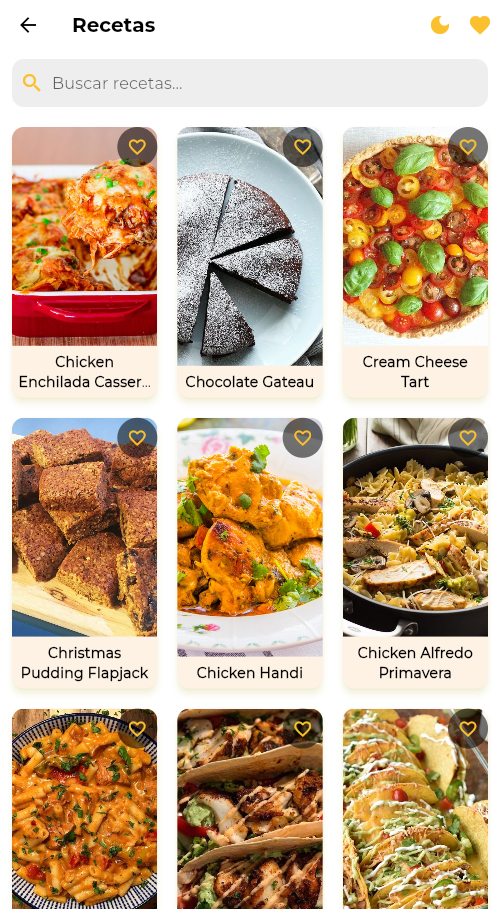 Recetas
Buscar recetas...
Chicken
Enchilada Casser...
Chocolate Gateau
Cream Cheese
Tart
Christmas
Pudding Flapjack
Chicken Handi
Chicken Alfredo
Primavera